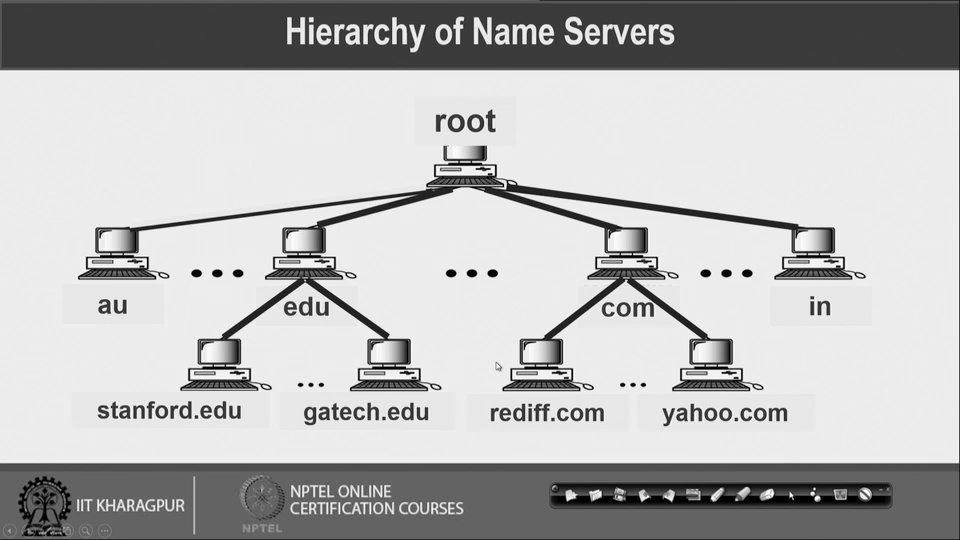 Hierarchy of Name Servers
root
au
edu
com
in
stanford.edu
gatech.edu
rediff.com
yahoo.com
IIT KHARAGPUR
NPTEL
NPTEL ONLINE
CERTIFICATION COURSES